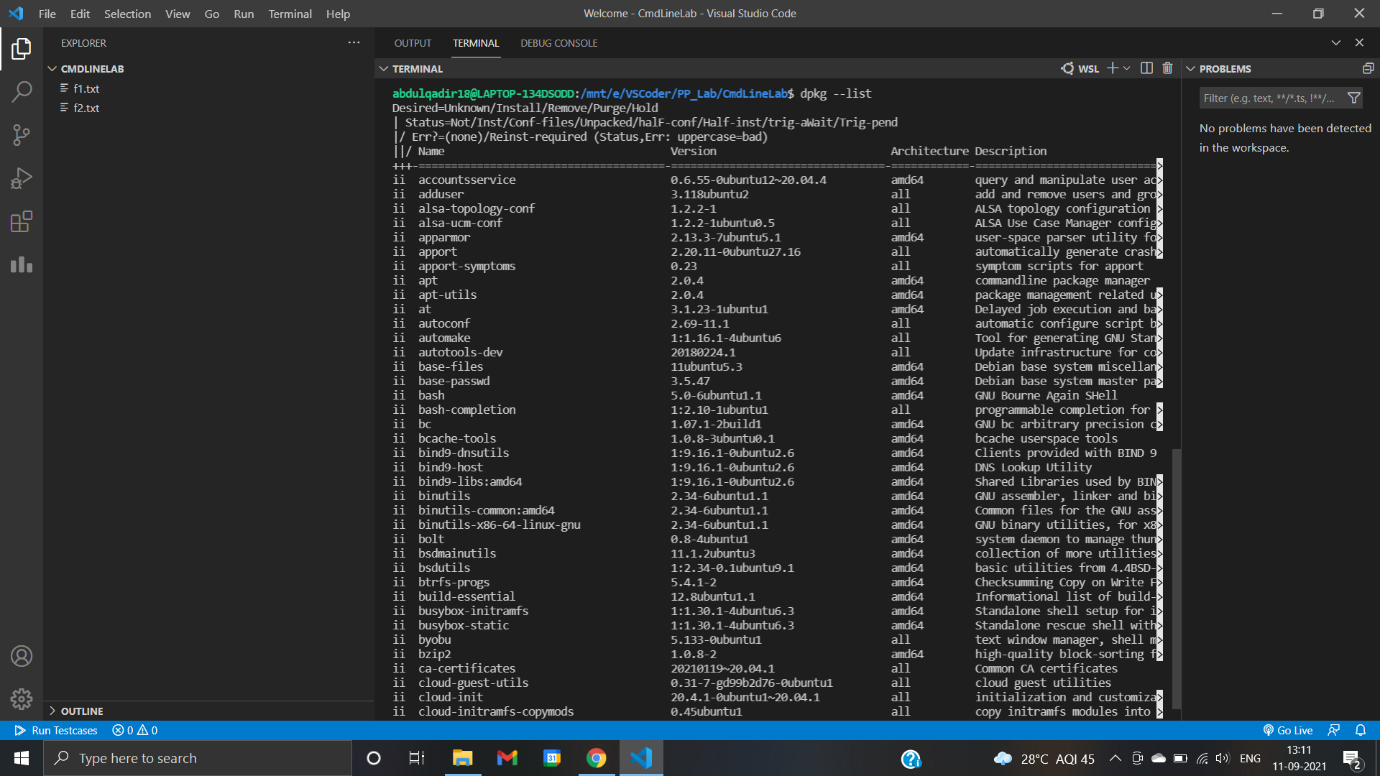 File Edit Selection View Go Run Terminal Help
Welcome - CmdLineLab - Visual Studio Code
EXPLORER ...
CMDLINELAB
f1.txt
f2.txt
OUTLINE
OUTPUT TERMINAL DEBUG CONSOLE
TERMINAL
WSL
abdulqadir18@LAPTOP-134DSODD:/mnt/e/VSCoder/PP_Lab/CmdLineLab$ dpkg --list
Desired=Unknown/Install/Remove/Purge/Hold
| Status=Not/Inst/Conf-files/Unpacked/halF-conf/Half-inst/trig-aWait/Trig-pend
|/ Err?=(none)/Reinst-required (Status,Err: uppercase=bad)
||/ Name Version Architecture Description
+++-======================================-=================================-============-============================>
ii accountsservice 0.6.55-0ubuntu12~20.04.4 amd64 query and manipulate user ac>
ii adduser 3.118ubuntu2 all add and remove users and gro>
ii alsa-topology-conf 1.2.2-1 all ALSA topology configuration >
ii alsa-ucm-conf 1.2.2-1ubuntu0.5 all ALSA Use Case Manager config>
ii apparmor 2.13.3-7ubuntu5.1 amd64 user-space parser utility fo>
ii apport 2.20.11-0ubuntu27.16 all automatically generate crash>
ii apport-symptoms 0.23 all symptom scripts for apport
ii apt 2.0.4 amd64 commandline package manager
ii apt-utils 2.0.4 amd64 package management related u>
ii at 3.1.23-1ubuntu1 amd64 Delayed job execution and ba>
ii autoconf 2.69-11.1 all automatic configure script b>
ii automake 1:1.16.1-4ubuntu6 all Tool for generating GNU Stan>
ii autotools-dev 20180224.1 all Update infrastructure for co>
ii base-files 11ubuntu5.3 amd64 Debian base system miscellan>
ii base-passwd 3.5.47 amd64 Debian base system master pa>
ii bash 5.0-6ubuntu1.1 amd64 GNU Bourne Again SHell
ii bash-completion 1:2.10-1ubuntu1 all programmable completion for >
ii bc 1.07.1-2build1 amd64 GNU bc arbitrary precision c>
ii bcache-tools 1.0.8-3ubuntu0.1 amd64 bcache userspace tools
ii bind9-dnsutils 1:9.16.1-0ubuntu2.6 amd64 Clients provided with BIND 9
ii bind9-host 1:9.16.1-0ubuntu2.6 amd64 DNS Lookup Utility
ii bind9-libs:amd64 1:9.16.1-0ubuntu2.6 amd64 Shared Libraries used by BIN>
ii binutils 2.34-6ubuntu1.1 amd64 GNU assembler, linker and bi>
ii binutils-common:amd64 2.34-6ubuntu1.1 amd64 Common files for the GNU ass>
ii binutils-x86-64-linux-gnu 2.34-6ubuntu1.1 amd64 GNU binary utilities, for x8>
ii bolt 0.8-4ubuntu1 amd64 system daemon to manage thun>
ii bsdmainutils 11.1.2ubuntu3 amd64 collection of more utilities>
ii bsdutils 1:2.34-0.1ubuntu9.1 amd64 basic utilities from 4.4BSD->
ii btrfs-progs 5.4.1-2 amd64 Checksumming Copy on Write F>
ii build-essential 12.8ubuntu1.1 amd64 Informational list of build->
ii busybox-initramfs 1:1.30.1-4ubuntu6.3 amd64 Standalone shell setup for i>
ii busybox-static 1:1.30.1-4ubuntu6.3 amd64 Standalone rescue shell with>
ii byobu 5.133-0ubuntu1 all text window manager, shell m>
ii bzip2 1.0.8-2 amd64 high-quality block-sorting f>
ii ca-certificates 20210119~20.04.1 all Common CA certificates
ii cloud-guest-utils 0.31-7-gd99b2d76-0ubuntu1 all cloud guest utilities
ii cloud-init 20.4.1-0ubuntu1~20.04.1 all initialization and customiza>
ii cloud-initramfs-copymods 0.45ubuntu1 all copy initramfs modules into >
PROBLEMS
Filter (e.g. text, **/*.ts, !**/...
No problems have been detected
in the workspace.
Run Testcases 0 0
Go Live
Type here to search
31
28°C AQI 45
ENG
13:11
11-09-2021
2